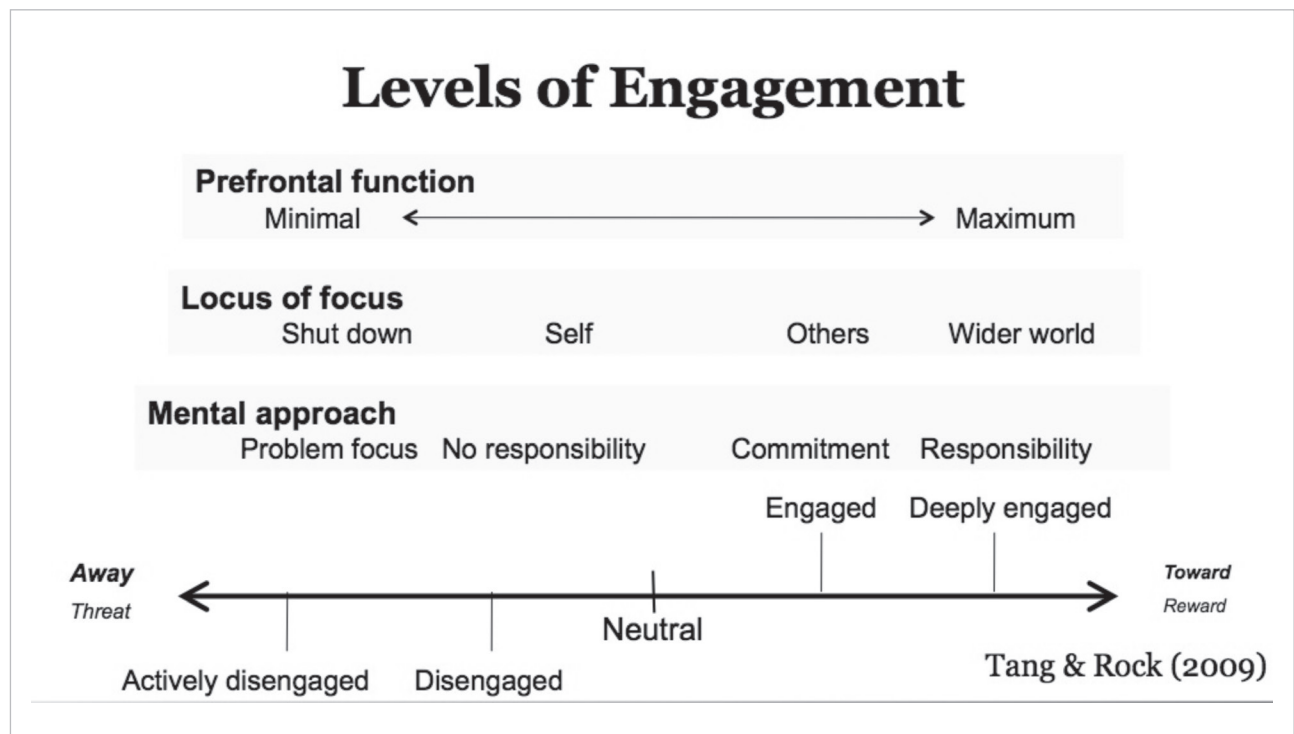 Levels of Engagement
Prefrontal function
Minimal Maximum
Locus of focus
Shut down Self Others Wider world
Mental approach
Problem focus No responsibility Commitment Responsibility
Engaged Deeply engaged
Away Toward
Threat Reward
Neutral
Tang & Rock (2009)
Actively disengaged Disengaged